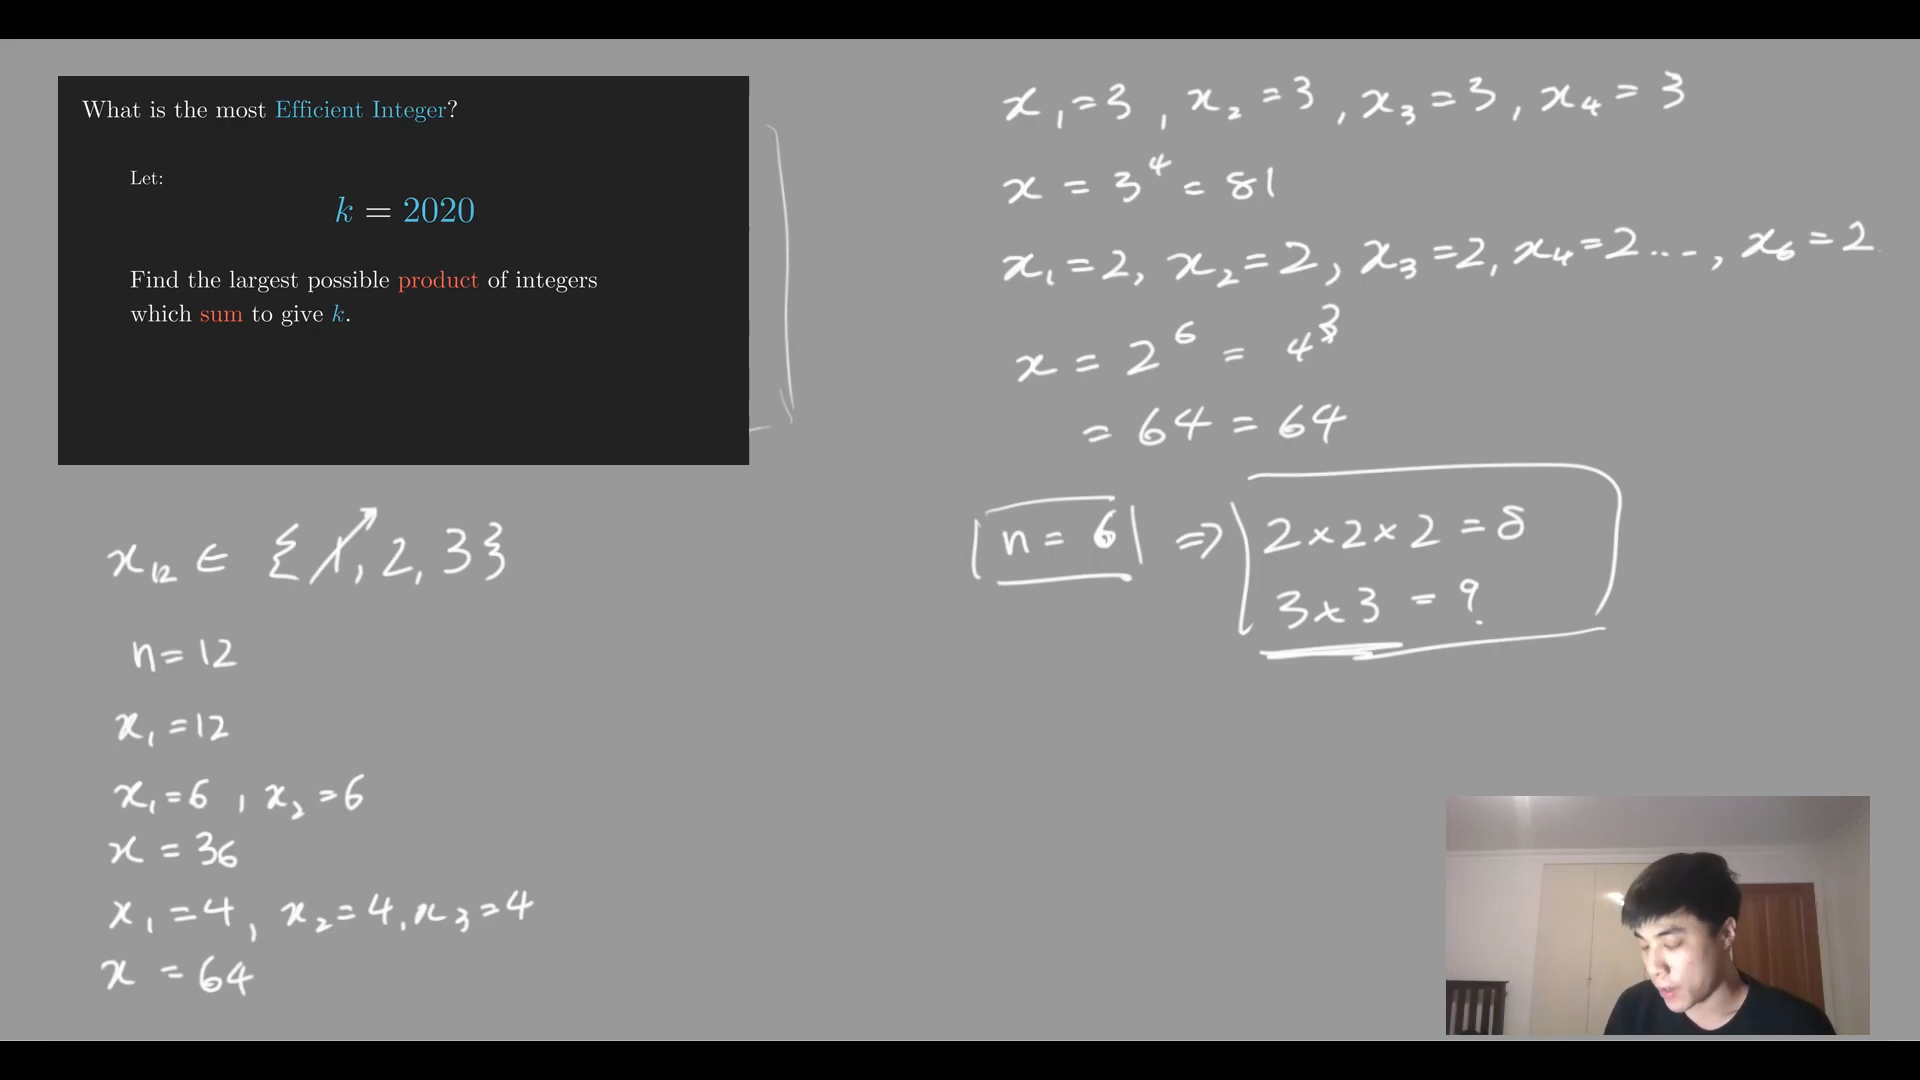 What is the most Efficient Integer?
Let:
k = 2020
Find the largest possible product of integers
which sum to give k.
x₁₂ ∈ {1, 2, 3}
n = 12
x₁ = 12
x₁ = 6, x₂ = 6
x = 36
x₁ = 4, x₂ = 4, x₃ = 4
x = 64
x₁ = 3, x₂ = 3, x₃ = 3, x₄ = 3
x = 3⁴ = 81
x₁ = 2, x₂ = 2, x₃ = 2, x₄ = 2..., x₆ = 2
x = 2⁶ = 4³
= 64 = 64
n = 6 ⇒ 2 × 2 × 2 = 8
3 × 3 = 9